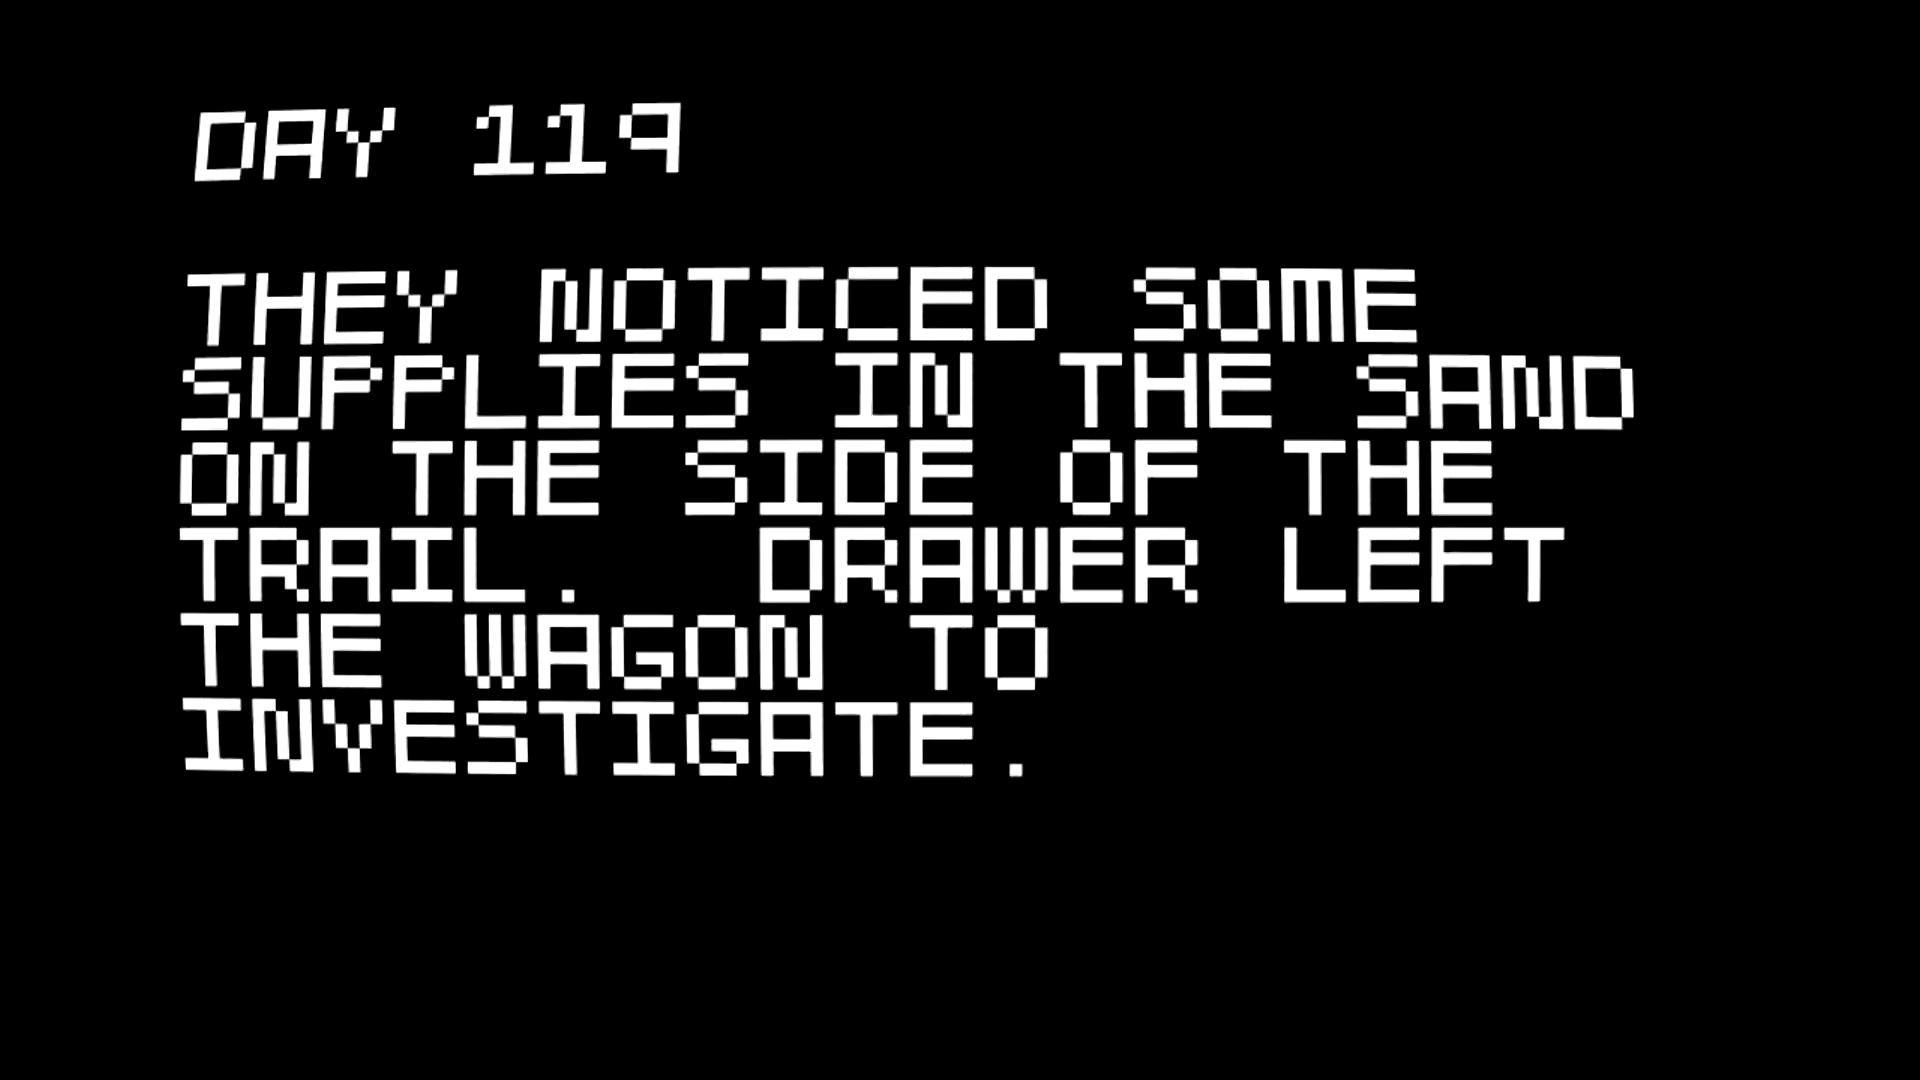 DAY 119
THEY NOTICED SOME
SUPPLIES IN THE SAND
ON THE SIDE OF THE
TRAIL. DRAWER LEFT
THE WAGON TO
INVESTIGATE.